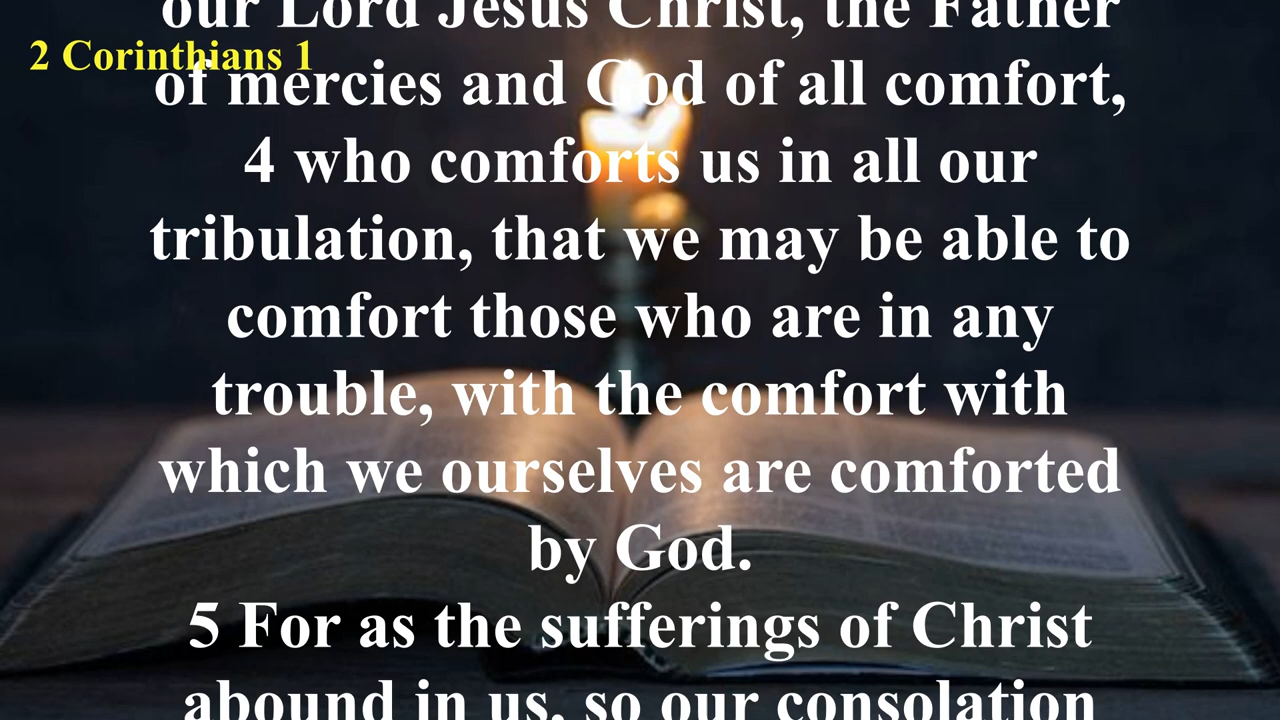 our Lord Jesus Christ, the Father
2 Corinthians 1
of mercies and God of all comfort,
4 who comforts us in all our
tribulation, that we may be able to
comfort those who are in any
trouble, with the comfort with
which we ourselves are comforted
by God.
5 For as the sufferings of Christ
abound in us, so our consolation